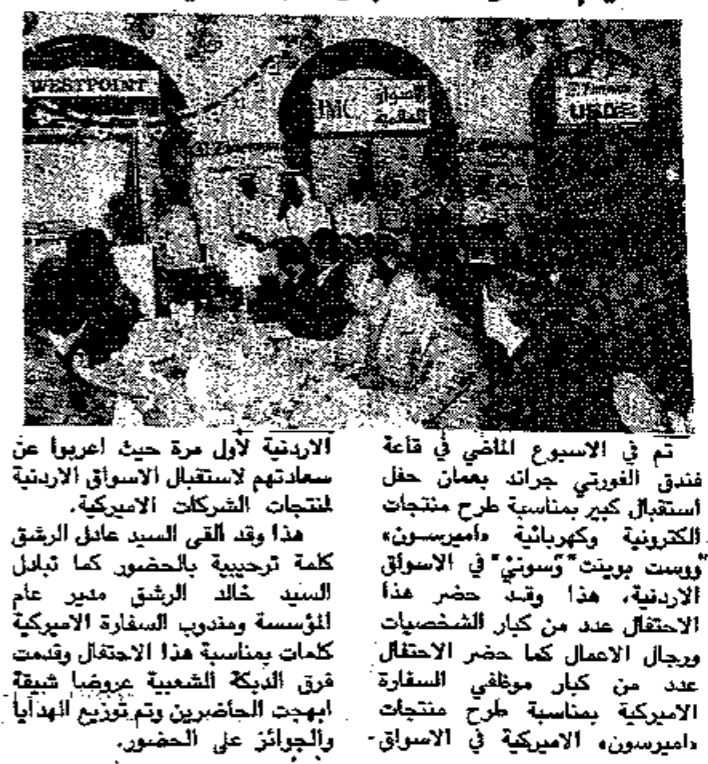 WESTPOINT
IMC
الأسواق
تم في الاسبوع الماضي في قاعة
فندق الفورتي جراند بعمان حفل
استقبال كبير بمناسبة طرح منتجات
الكترونية وكهربائية «اميرسون»
"ووست بوينت" وسوني" في الاسواق
الاردنية، هذا وقد حضر هذا
الاحتفال عدد من كبار الشخصيات
ورجال الاعمال كما حضر الاحتفال
عدد من كبار موظفي السفارة
الاميركية بمناسبة طرح منتجات
«اميرسون» الاميركية في الاسواق-
الاردنية لأول مرة حيث اعربوا عن
سعادتهم لاستقبال الاسواق الاردنية
لمنتجات الشركات الاميركية.
هذا وقد القى السيد عادل الرشق
كلمة ترحيبية بالحضور كما تبادل
السيد خالد الرشق مدير عام
المؤسسة ومندوب السفارة الاميركية
كلمات بمناسبة هذا الاحتفال وقدمت
فرق الدبكة الشعبية عروضا شيقة
ابهجت الحاضرين وتم توزيع الهدايا
والجوائز على الحضور.